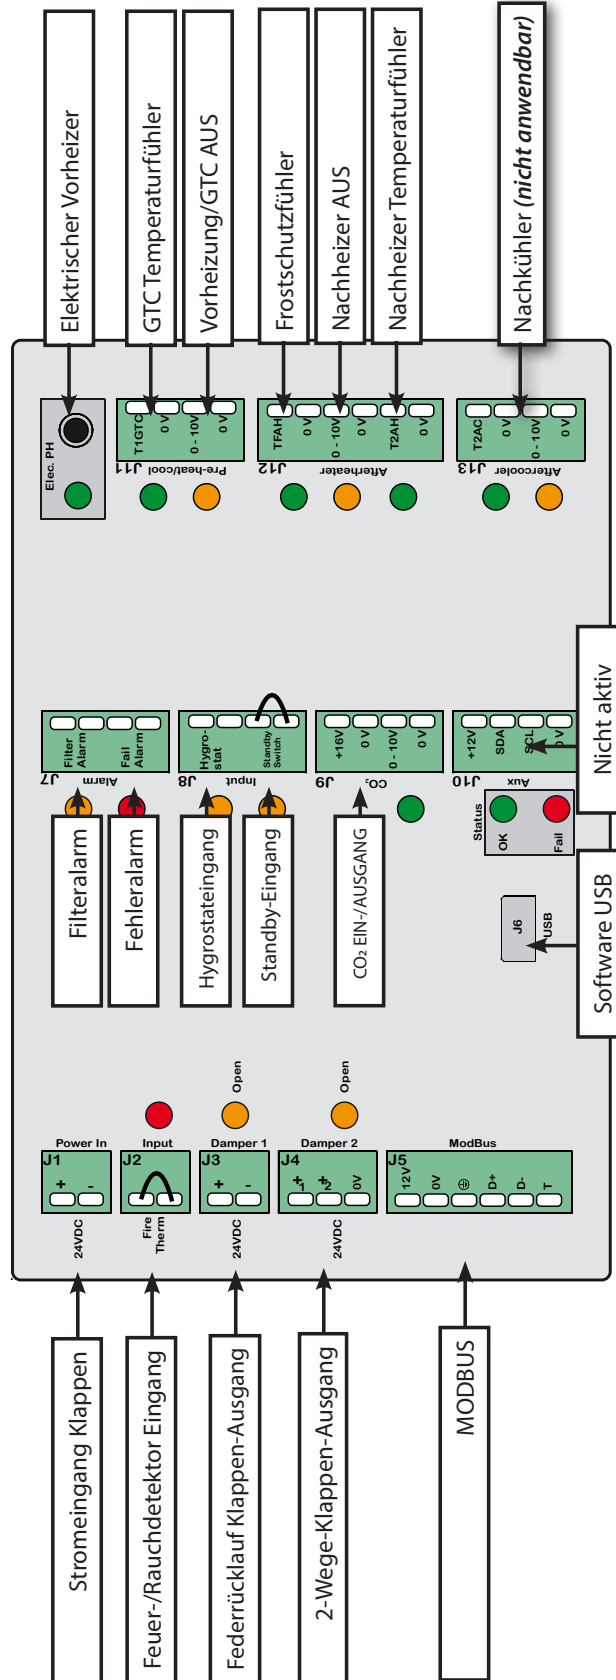 Elektrischer Vorheizer
GTC Temperaturfühler
Vorheizung/GTC AUS
Frostschutzfühler
Nachheizer AUS
Nachheizer Temperaturfühler
Nachkühler (nicht anwendbar)
Elec. PH
J11
Pre-heat/cool
T1GTC
0 V
0 - 10V
0 V
J12
Afterheater
TFAH
0 V
0 - 10V
0 V
T2AH
0 V
J13
Aftercooler
T2AC
0 V
0 - 10V
0 V
J7
Alarm
Filter
Alarm
Fail
Alarm
J8
Input
Hygro-
stat
Standby
Switch
J9
CO2
+16V
0 V
0 - 10V
0 V
J10
Aux
+12V
SDA
SCL
0 V
Filteralarm
Fehleralarm
Hygrostateingang
Standby-Eingang
CO2 EIN-/AUSGANG
Nicht aktiv
Status
OK
Fail
J6
USB
Software USB
Open
Open
Power In
J1
+
-
24VDC
Input
J2
Fire
Therm
Damper 1
J3
+
-
24VDC
Damper 2
J4
+1
+2
0V
24VDC
ModBus
J5
12V
0V
D+
D-
T
Stromeingang Klappen
Feuer-/Rauchdetektor Eingang
Federrücklauf Klappen-Ausgang
2-Wege-Klappen-Ausgang
MODBUS